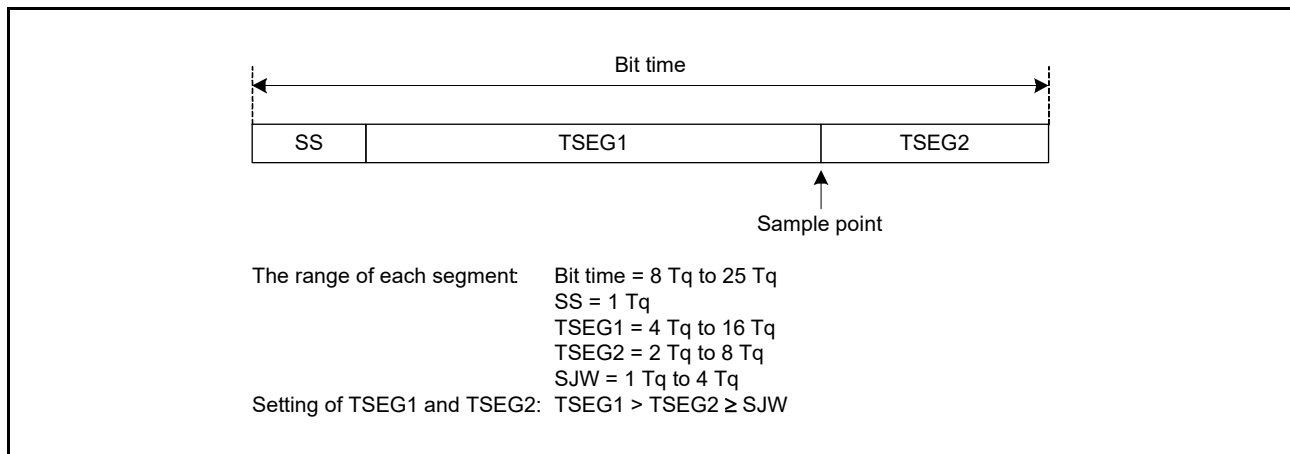 Bit time
SS TSEG1 TSEG2
Sample point
The range of each segment: Bit time = 8 Tq to 25 Tq
SS = 1 Tq
TSEG1 = 4 Tq to 16 Tq
TSEG2 = 2 Tq to 8 Tq
SJW = 1 Tq to 4 Tq
Setting of TSEG1 and TSEG2: TSEG1 > TSEG2 ≥ SJW